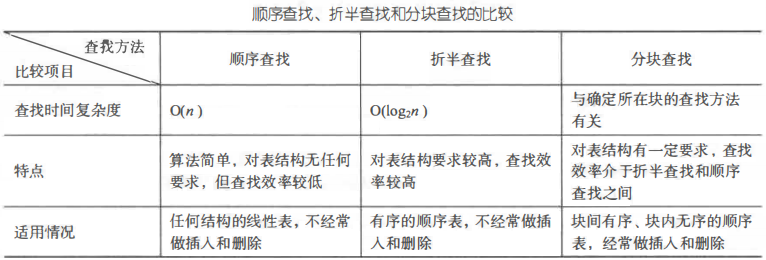 顺序查找、折半查找和分块查找的比较
查找方法
比较项目
顺序查找
折半查找
分块查找
查找时间复杂度
O(n)
O(log₂n)
与确定所在块的查找方法
有关
特点
算法简单，对表结构无任何
要求，但查找效率较低
对表结构要求较高，查找效
率较高
对表结构有一定要求，查找
效率介于折半查找和顺序
查找之间
适用情况
任何结构的线性表，不经常
做插入和删除
有序的顺序表，不经常做插
入和删除
块间有序、块内无序的顺序
表，经常做插入和删除